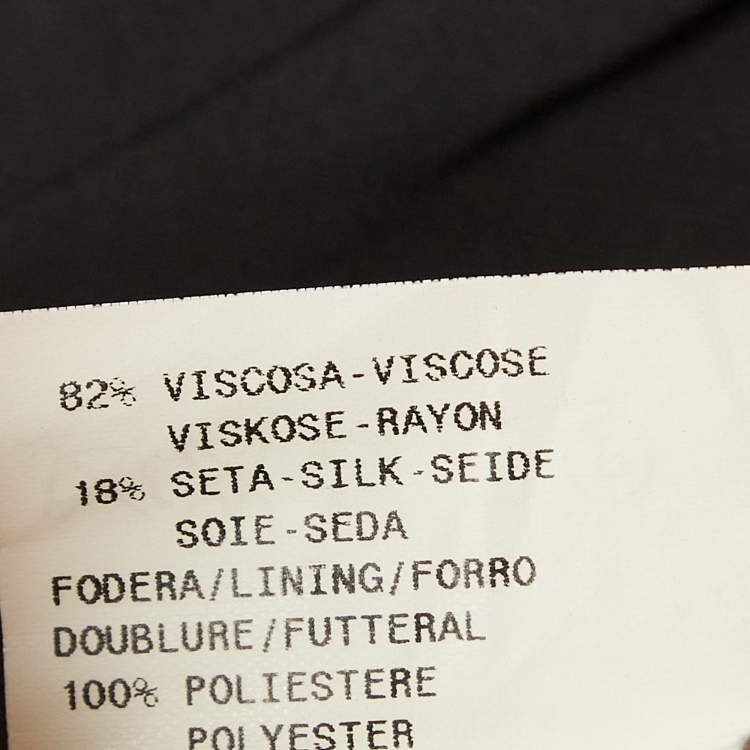 82% VISCOSA-VISCOSE
VISKOSE-RAYON
18% SETA-SILK-SEIDE
SOIE-SEDA
FODERA/LINING/FORRO
DOUBLURE/FUTTERAL
100% POLIESTERE
POLYESTER